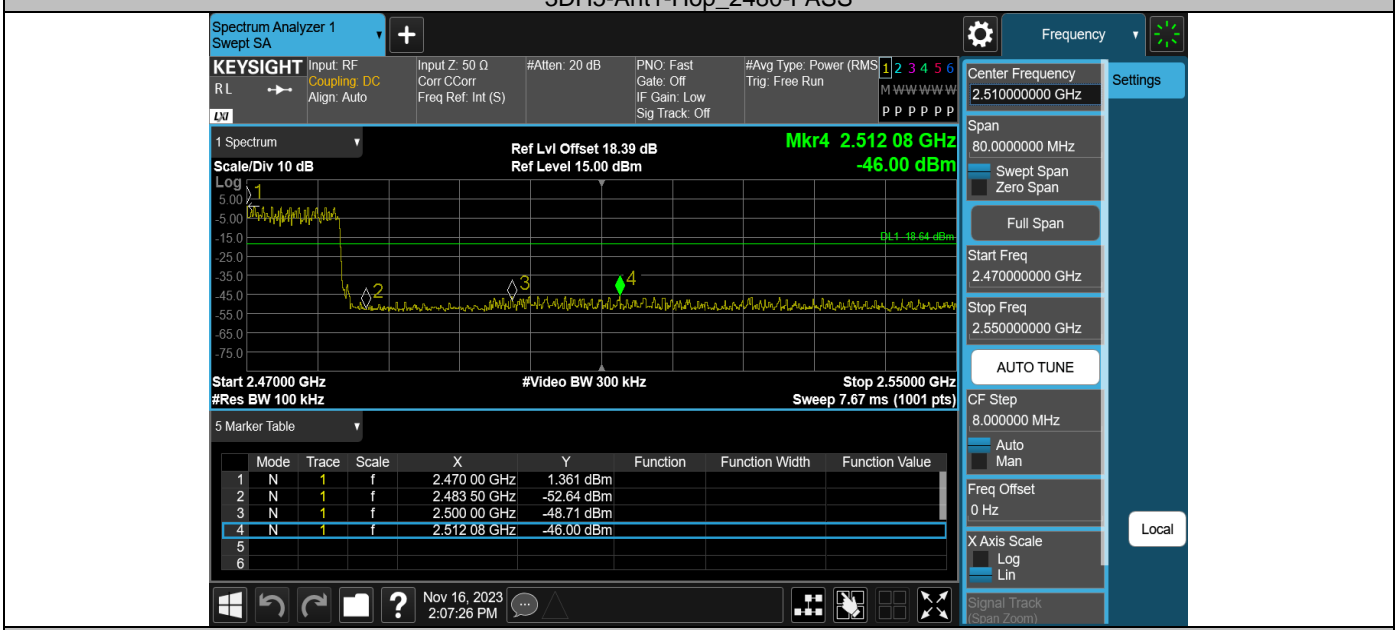 3DH5-Ant1-Hop_2480-PASS
Spectrum Analyzer 1
Swept SA
+
Frequency
KEYSIGHT
RL
LXI
Input: RF
Coupling: DC
Align: Auto
Input Z: 50 Ω
Corr CCorr
Freq Ref: Int (S)
#Atten: 20 dB
PNO: Fast
Gate: Off
IF Gain: Low
Sig Track: Off
#Avg Type: Power (RMS
Trig: Free Run
1 2 3 4 5 6
M W W W W W
P P P P P P
1 Spectrum
Scale/Div 10 dB
Ref Lvl Offset 18.39 dB
Ref Level 15.00 dBm
Mkr4 2.512 08 GHz
-46.00 dBm
Log
5.00
-5.00
-15.0
-25.0
-35.0
-45.0
-55.0
-65.0
-75.0
1
2
3
4
DL1 -18.64 dBm
Start 2.47000 GHz
#Res BW 100 kHz
#Video BW 300 kHz
Stop 2.55000 GHz
Sweep 7.67 ms (1001 pts)
5 Marker Table
Mode Trace Scale X Y Function Function Width Function Value
1 N 1 f 2.470 00 GHz 1.361 dBm
2 N 1 f 2.483 50 GHz -52.64 dBm
3 N 1 f 2.500 00 GHz -48.71 dBm
4 N 1 f 2.512 08 GHz -46.00 dBm
5
6
?
Nov 16, 2023
2:07:26 PM
Center Frequency
2.510000000 GHz
Settings
Span
80.0000000 MHz
Swept Span
Zero Span
Full Span
Start Freq
2.470000000 GHz
Stop Freq
2.550000000 GHz
AUTO TUNE
CF Step
8.000000 MHz
Auto
Man
Freq Offset
0 Hz
X Axis Scale
Log
Lin
Local
Signal Track
(Span Zoom)